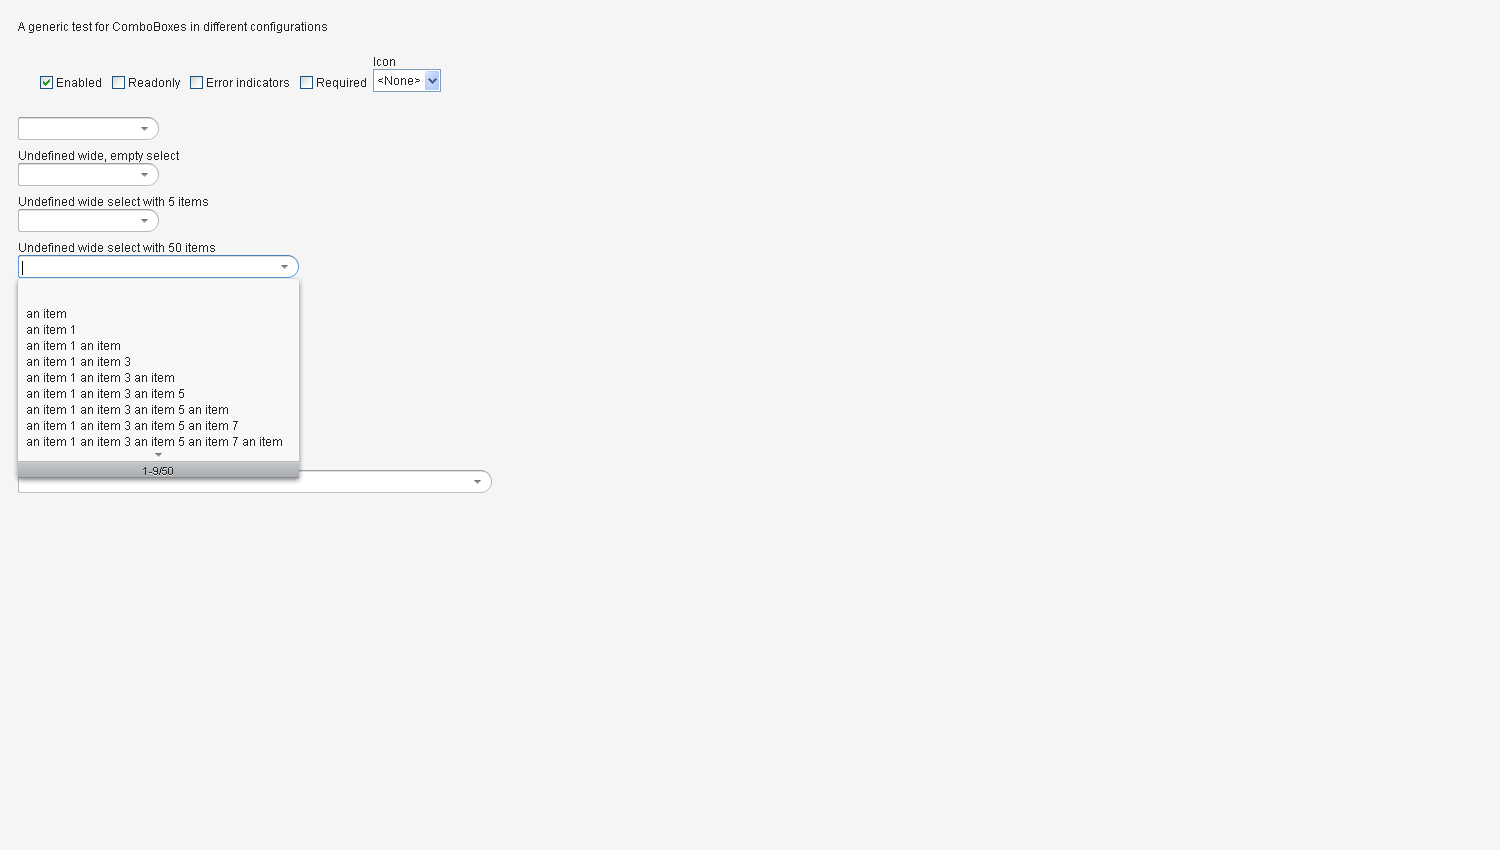 A generic test for ComboBoxes in different configurations
Icon
Enabled Readonly Error indicators Required <None>
Undefined wide, empty select
Undefined wide select with 5 items
Undefined wide select with 50 items
an item
an item 1
an item 1 an item
an item 1 an item 3
an item 1 an item 3 an item
an item 1 an item 3 an item 5
an item 1 an item 3 an item 5 an item
an item 1 an item 3 an item 5 an item 7
an item 1 an item 3 an item 5 an item 7 an item
1-9/50